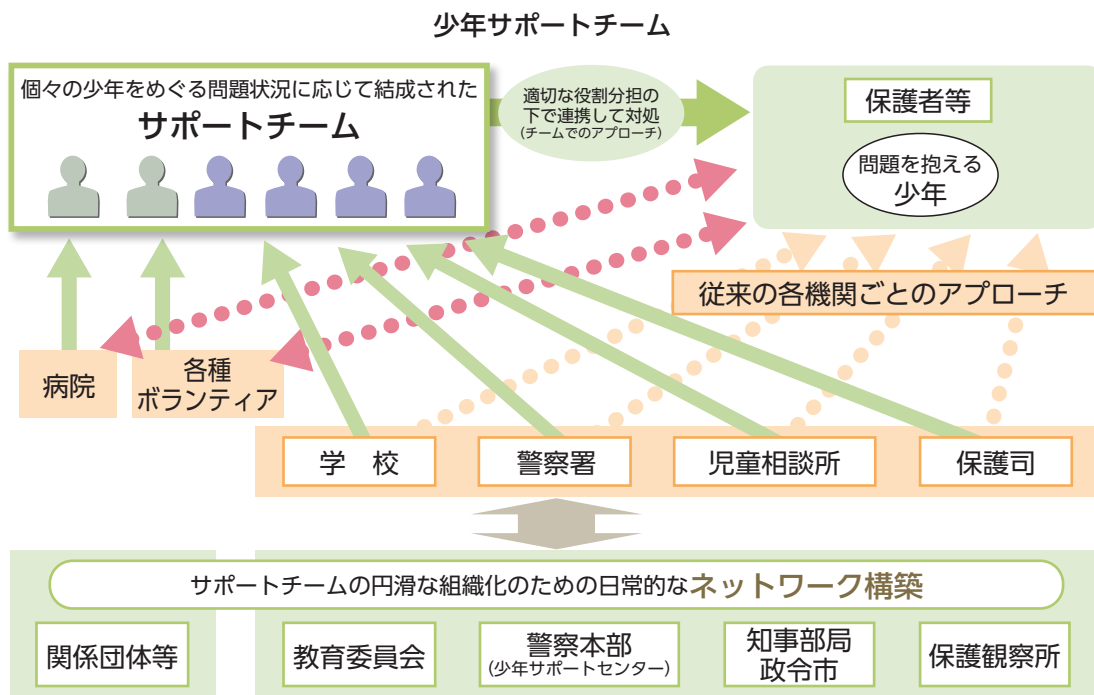 少年サポートチーム
個々の少年をめぐる問題状況に応じて結成された
サポートチーム
適切な役割分担の
下で連携して対処
(チームでのアプローチ)
保護者等
問題を抱える
少年
従来の各機関ごとのアプローチ
病院
各種
ボランティア
学　校
警察署
児童相談所
保護司
サポートチームの円滑な組織化のための日常的なネットワーク構築
関係団体等
教育委員会
警察本部
(少年サポートセンター)
知事部局
政令市
保護観察所